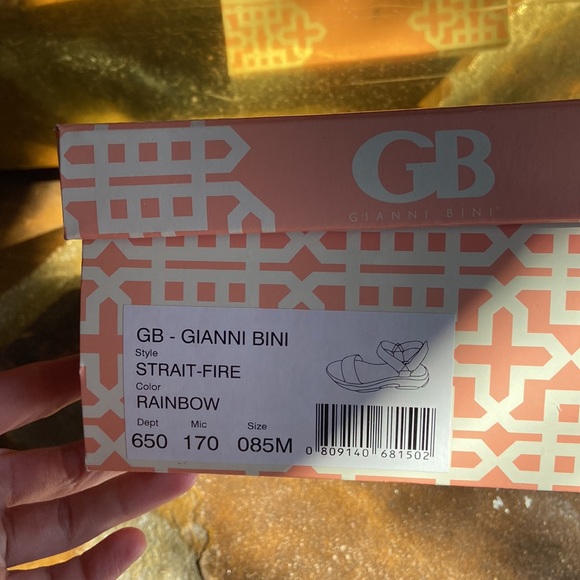 GB
GIANNI BINI
GB - GIANNI BINI
Style
STRAIT-FIRE
Color
RAINBOW
Dept Mic Size
650 170 085M
0 809140 681502